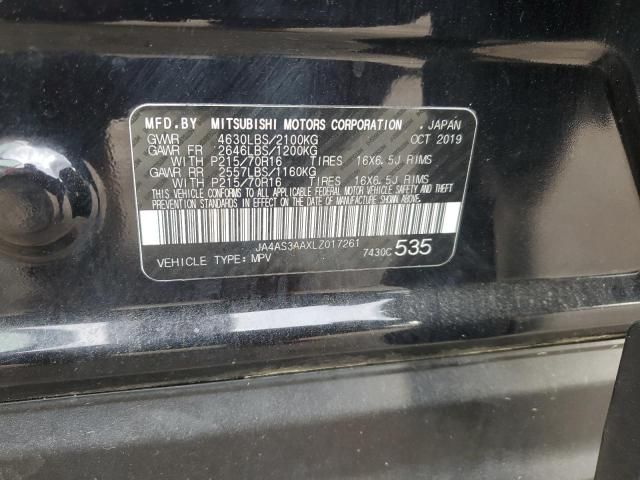 MFD.BY MITSUBISHI MOTORS CORPORATION , JAPAN
GVWR 4630LBS/2100KG OCT 2019
GAWR FR 2646LBS/1200KG
WITH P215/70R16 TIRES 16X6.5J RIMS
GAWR RR 2557LBS/1160KG
WITH P215/70R16 TIRES 16X6.5J RIMS
THIS VEHICLE CONFORMS TO ALL APPLICABLE FEDERAL MOTOR VEHICLE SAFETY AND THEFT
PREVENTION STANDARDS IN EFFECT ON THE DATE OF MANUFACTURE SHOWN ABOVE.
JA4AS3AAXLZ017261
VEHICLE TYPE: MPV 7430C 535